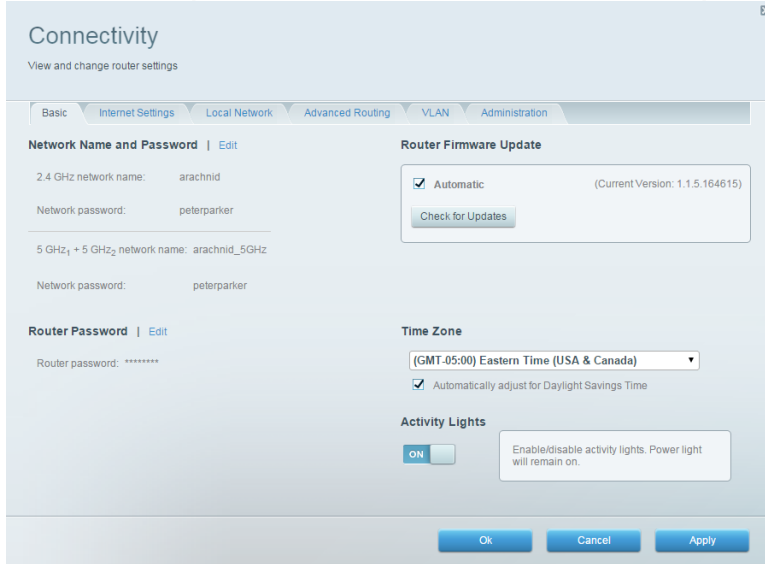 Connectivity
View and change router settings
Basic Internet Settings Local Network Advanced Routing VLAN Administration
Network Name and Password | Edit
2.4 GHz network name: arachnid
Network password: peterparker
5 GHz1 + 5 GHz2 network name: arachnid_5GHz
Network password: peterparker
Router Password | Edit
Router password: ********
Router Firmware Update
Automatic (Current Version: 1.1.5.164615)
Check for Updates
Time Zone
(GMT-05:00) Eastern Time (USA & Canada)
Automatically adjust for Daylight Savings Time
Activity Lights
ON
Enable/disable activity lights. Power light
will remain on.
Ok Cancel Apply